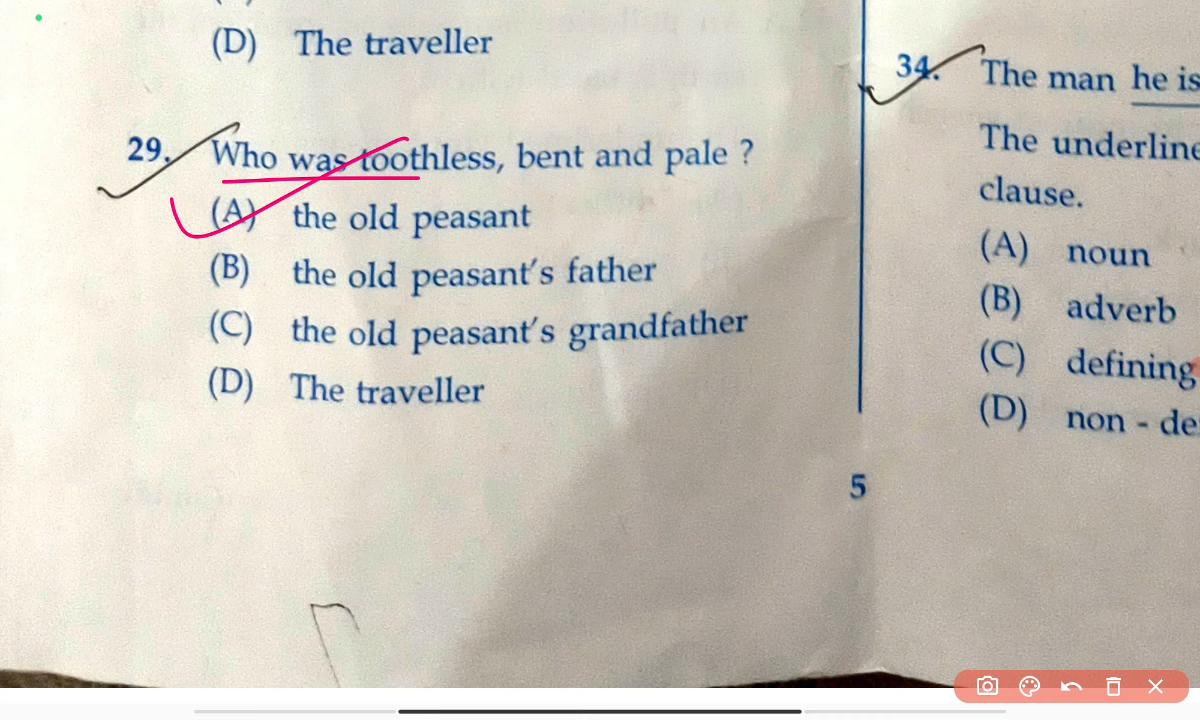 (D) The traveller
29. Who was toothless, bent and pale ?
(A) the old peasant
(B) the old peasant's father
(C) the old peasant's grandfather
(D) The traveller
34. The man he is
The underline
clause.
(A) noun
(B) adverb
(C) defining
(D) non - de
5